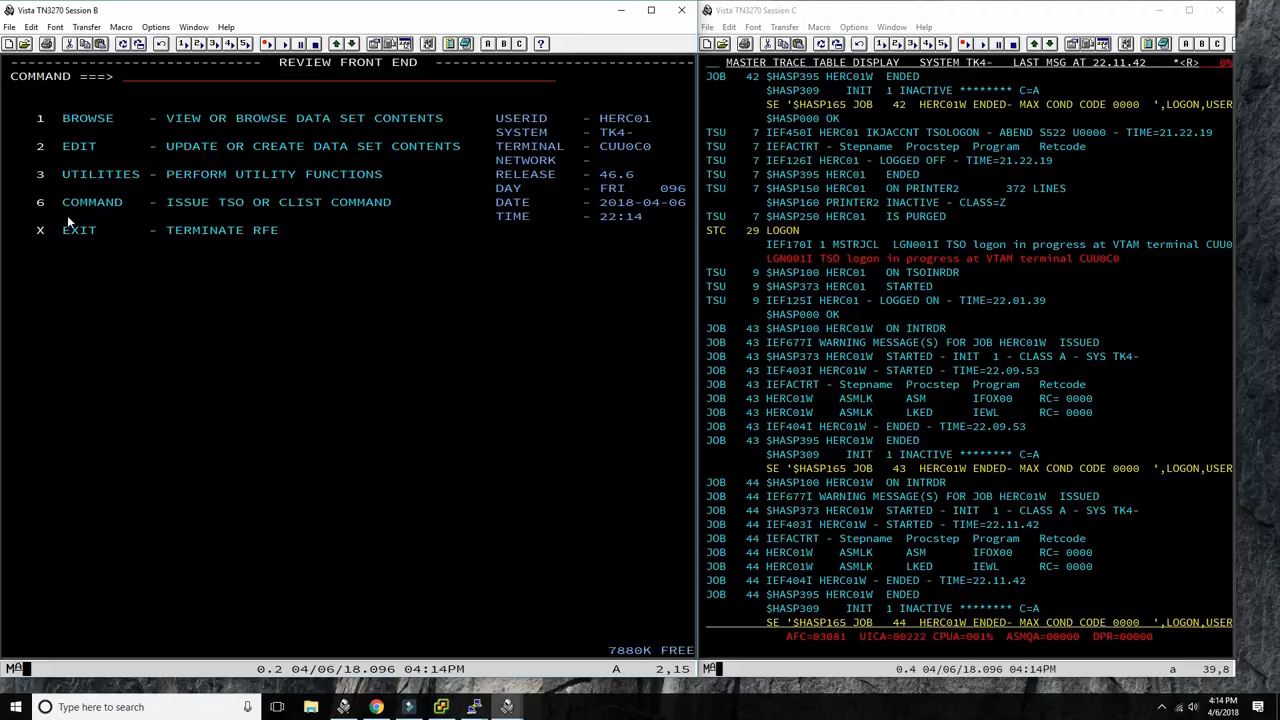 Vista TN3270 Session B
File Edit Font Transfer Macro Options Window Help
1 2 3 4 5 A B C ?
------------------------------- REVIEW FRONT END -------------------------------
COMMAND ===>
1 BROWSE - VIEW OR BROWSE DATA SET CONTENTS USERID - HERC01
SYSTEM - TK4-
2 EDIT - UPDATE OR CREATE DATA SET CONTENTS TERMINAL - CUU0C0
NETWORK -
3 UTILITIES - PERFORM UTILITY FUNCTIONS RELEASE - 46.6
DAY - FRI 096
6 COMMAND - ISSUE TSO OR CLIST COMMAND DATE - 2018-04-06
TIME - 22:14
X EXIT - TERMINATE RFE
7880K FREE
MA 0.2 04/06/18.096 04:14PM A 2,15
Vista TN3270 Session C
File Edit Font Transfer Macro Options Window Help
1 2 3 4 5 A B C
__ MASTER TRACE TABLE DISPLAY SYSTEM TK4- LAST MSG AT 22.11.42 *<R> 0%
JOB 42 $HASP395 HERC01W ENDED
$HASP309 INIT 1 INACTIVE ******** C=A
SE '$HASP165 JOB 42 HERC01W ENDED- MAX COND CODE 0000 ',LOGON,USER
$HASP000 OK
TSU 7 IEF450I HERC01 IKJACCNT TSOLOGON - ABEND S522 U0000 - TIME=21.22.19
TSU 7 IEFACTRT - Stepname Procstep Program Retcode
TSU 7 IEF126I HERC01 - LOGGED OFF - TIME=21.22.19
TSU 7 $HASP395 HERC01 ENDED
TSU 7 $HASP150 HERC01 ON PRINTER2 372 LINES
$HASP160 PRINTER2 INACTIVE - CLASS=Z
TSU 7 $HASP250 HERC01 IS PURGED
STC 29 LOGON
IEF170I 1 MSTRJCL LGN001I TSO logon in progress at VTAM terminal CUU0
LGN001I TSO logon in progress at VTAM terminal CUU0C0
TSU 9 $HASP100 HERC01 ON TSOINRDR
TSU 9 $HASP373 HERC01 STARTED
TSU 9 IEF125I HERC01 - LOGGED ON - TIME=22.01.39
$HASP000 OK
JOB 43 $HASP100 HERC01W ON INTRDR
JOB 43 IEF677I WARNING MESSAGE(S) FOR JOB HERC01W ISSUED
JOB 43 $HASP373 HERC01W STARTED - INIT 1 - CLASS A - SYS TK4-
JOB 43 IEF403I HERC01W - STARTED - TIME=22.09.53
JOB 43 IEFACTRT - Stepname Procstep Program Retcode
JOB 43 HERC01W ASMLK ASM IFOX00 RC= 0000
JOB 43 HERC01W ASMLK LKED IEWL RC= 0000
JOB 43 IEF404I HERC01W - ENDED - TIME=22.09.53
JOB 43 $HASP395 HERC01W ENDED
$HASP309 INIT 1 INACTIVE ******** C=A
SE '$HASP165 JOB 43 HERC01W ENDED- MAX COND CODE 0000 ',LOGON,USER
JOB 44 $HASP100 HERC01W ON INTRDR
JOB 44 IEF677I WARNING MESSAGE(S) FOR JOB HERC01W ISSUED
JOB 44 $HASP373 HERC01W STARTED - INIT 1 - CLASS A - SYS TK4-
JOB 44 IEF403I HERC01W - STARTED - TIME=22.11.42
JOB 44 IEFACTRT - Stepname Procstep Program Retcode
JOB 44 HERC01W ASMLK ASM IFOX00 RC= 0000
JOB 44 HERC01W ASMLK LKED IEWL RC= 0000
JOB 44 IEF404I HERC01W - ENDED - TIME=22.11.42
JOB 44 $HASP395 HERC01W ENDED
$HASP309 INIT 1 INACTIVE ******** C=A
SE '$HASP165 JOB 44 HERC01W ENDED- MAX COND CODE 0000 ',LOGON,USER
AFC=03081 UICA=00222 CPUA=001% ASMQA=00000 DPR=00000
MA 0.4 04/06/18.096 04:14PM a 39,8
Type here to search
4:14 PM
4/6/2018